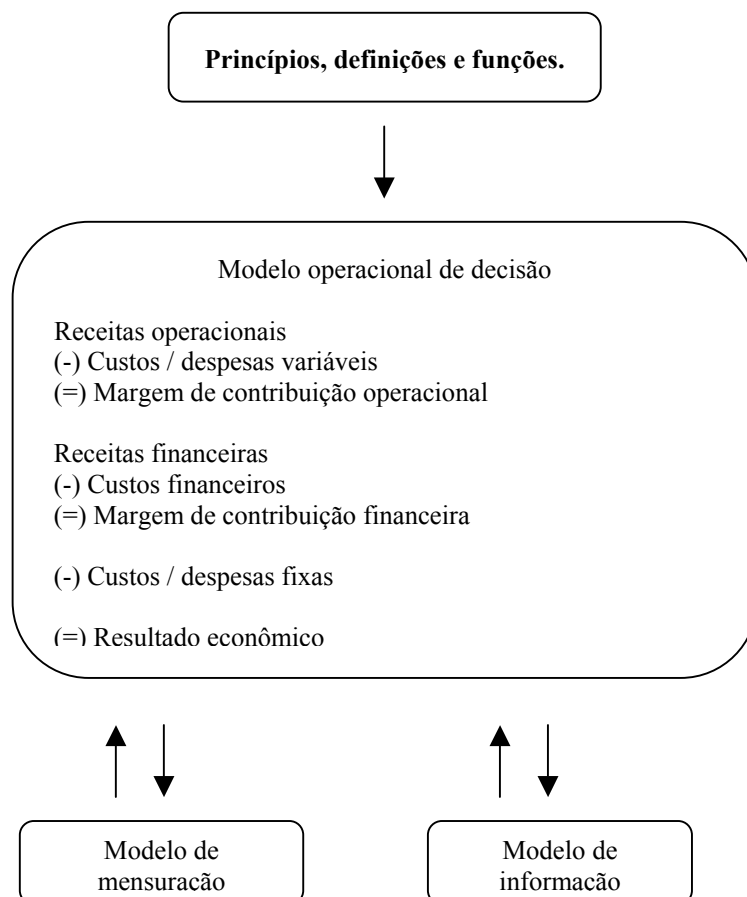 Princípios, definições e funções.
Modelo operacional de decisão
Receitas operacionais
(-) Custos / despesas variáveis
(=) Margem de contribuição operacional
Receitas financeiras
(-) Custos financeiros
(=) Margem de contribuição financeira
(-) Custos / despesas fixas
(=) Resultado econômico
Modelo de
mensuração
Modelo de
informação